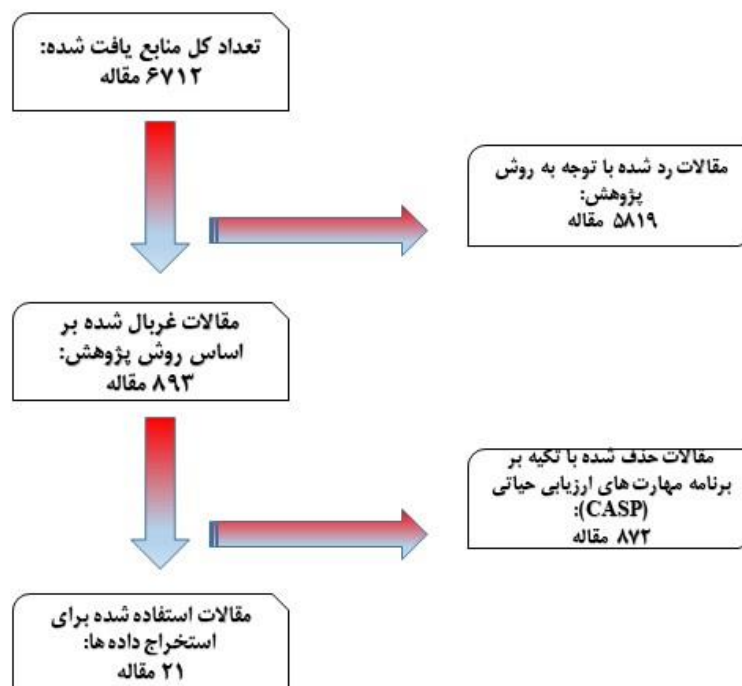 تعداد کل منابع یافت شده:
۶۷۱۲ مقاله
مقالات رد شده با توجه به روش
پژوهش:
۵۸۱۹ مقاله
مقالات غربال شده بر
اساس روش پژوهش:
۸۹۳ مقاله
مقالات حذف شده با تکیه بر
برنامه مهارت های ارزیابی حیاتی
(CASP):
۸۷۲ مقاله
مقالات استفاده شده برای
استخراج داده ها:
۲۱ مقاله